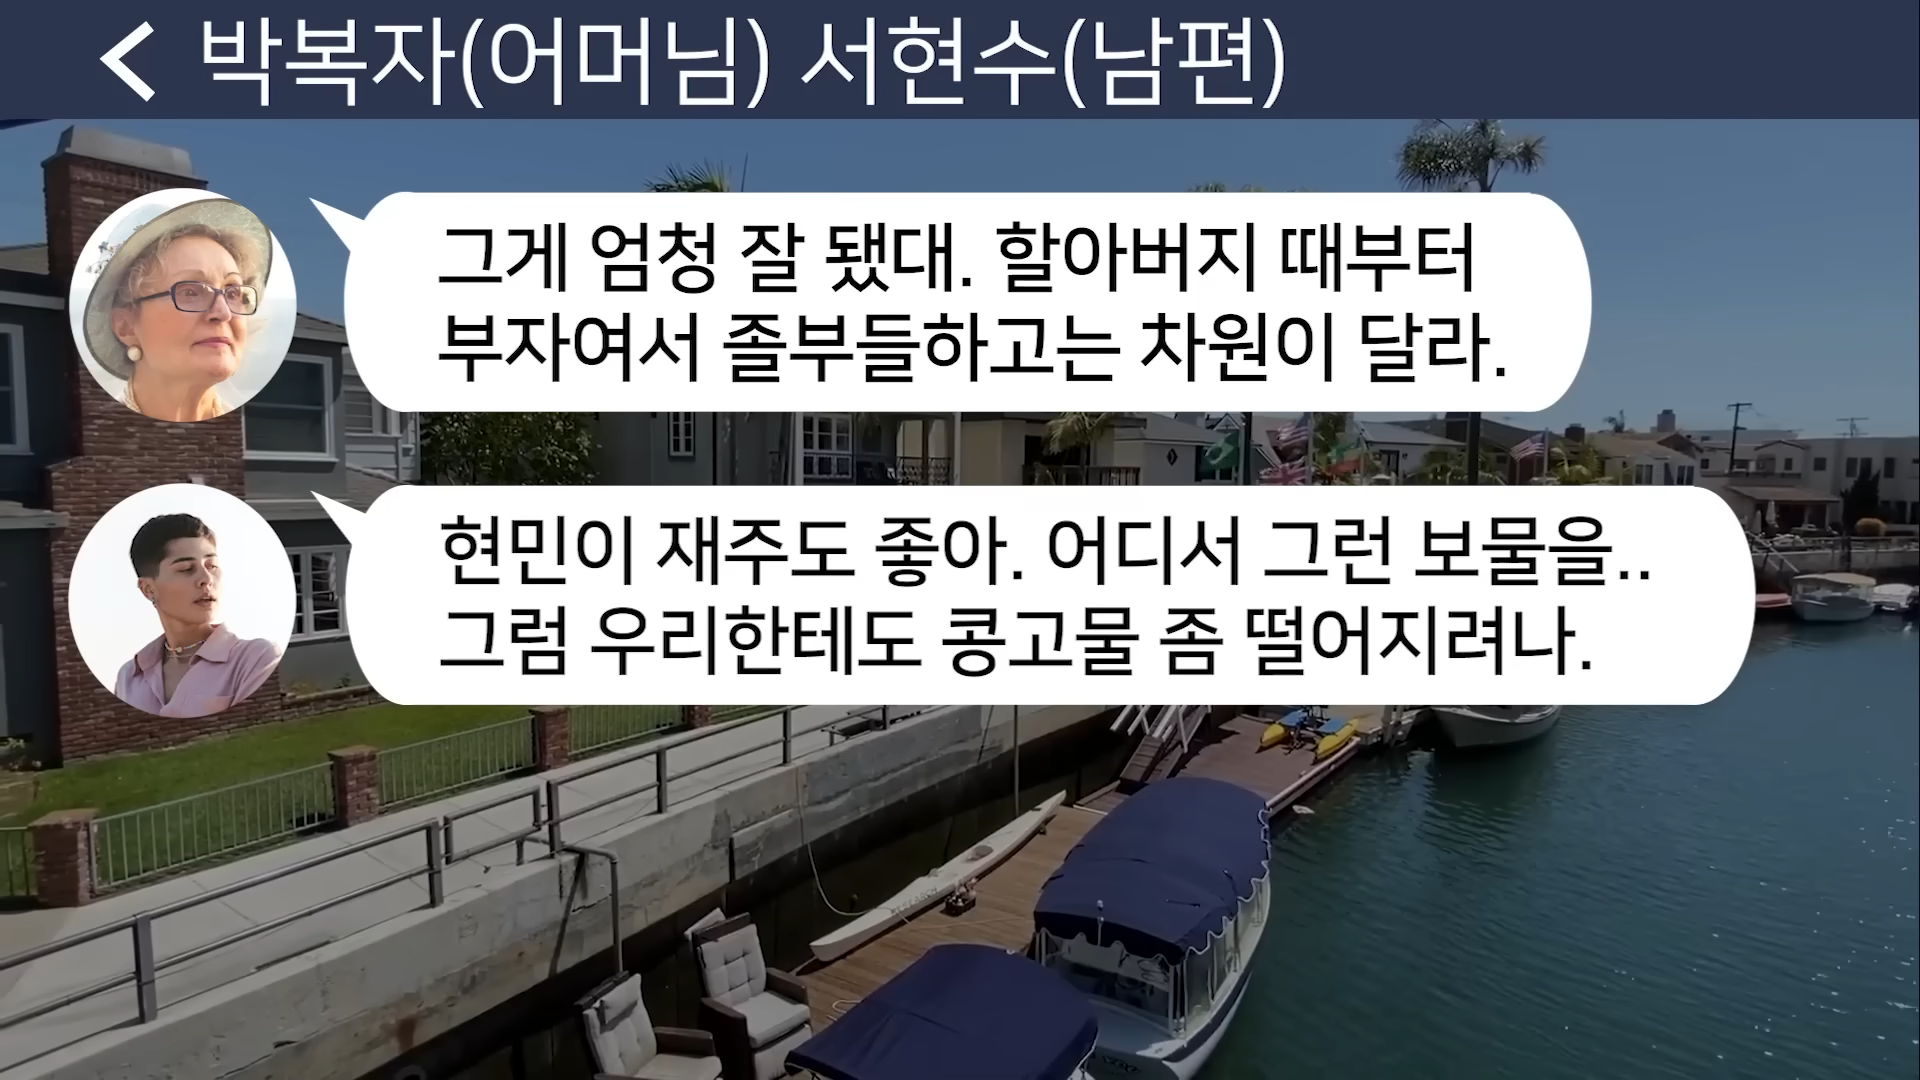 박복자(어머님) 서현수(남편)
그게 엄청 잘 됐대. 할아버지 때부터
부자여서 졸부들하고는 차원이 달라.
현민이 재주도 좋아. 어디서 그런 보물을..
그럼 우리한테도 콩고물 좀 떨어지려나.